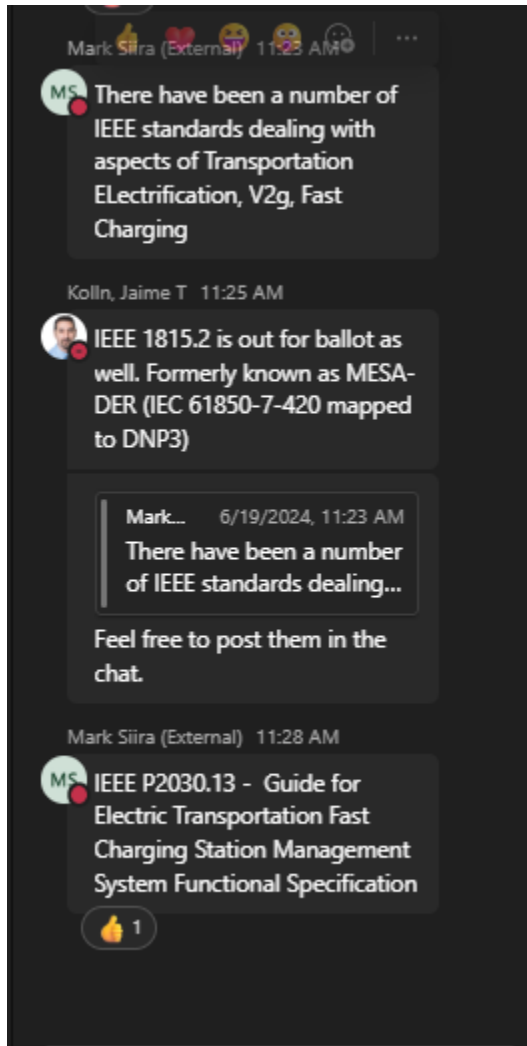 Mark Siira (External) 11:23 AM
MS
There have been a number of
IEEE standards dealing with
aspects of Transportation
ELectrification, V2g, Fast
Charging
Kolln, Jaime T 11:25 AM
IEEE 1815.2 is out for ballot as
well. Formerly known as MESA-
DER (IEC 61850-7-420 mapped
to DNP3)
Mark... 6/19/2024, 11:23 AM
There have been a number
of IEEE standards dealing...
Feel free to post them in the
chat.
Mark Siira (External) 11:28 AM
MS
IEEE P2030.13 - Guide for
Electric Transportation Fast
Charging Station Management
System Functional Specification
1